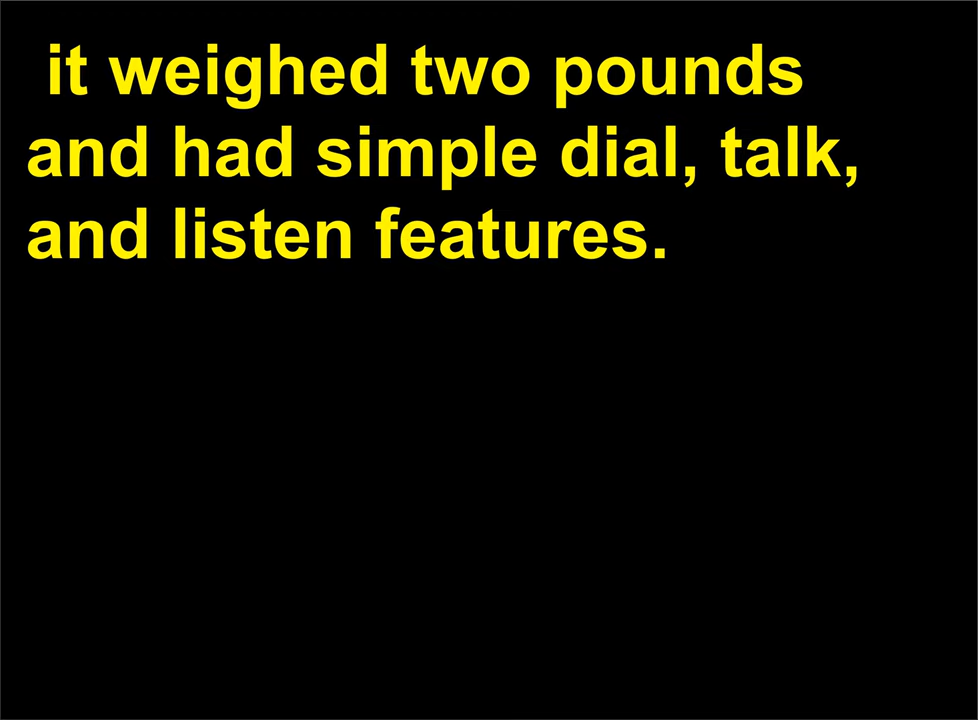 it weighed two pounds
and had simple dial, talk,
and listen features.